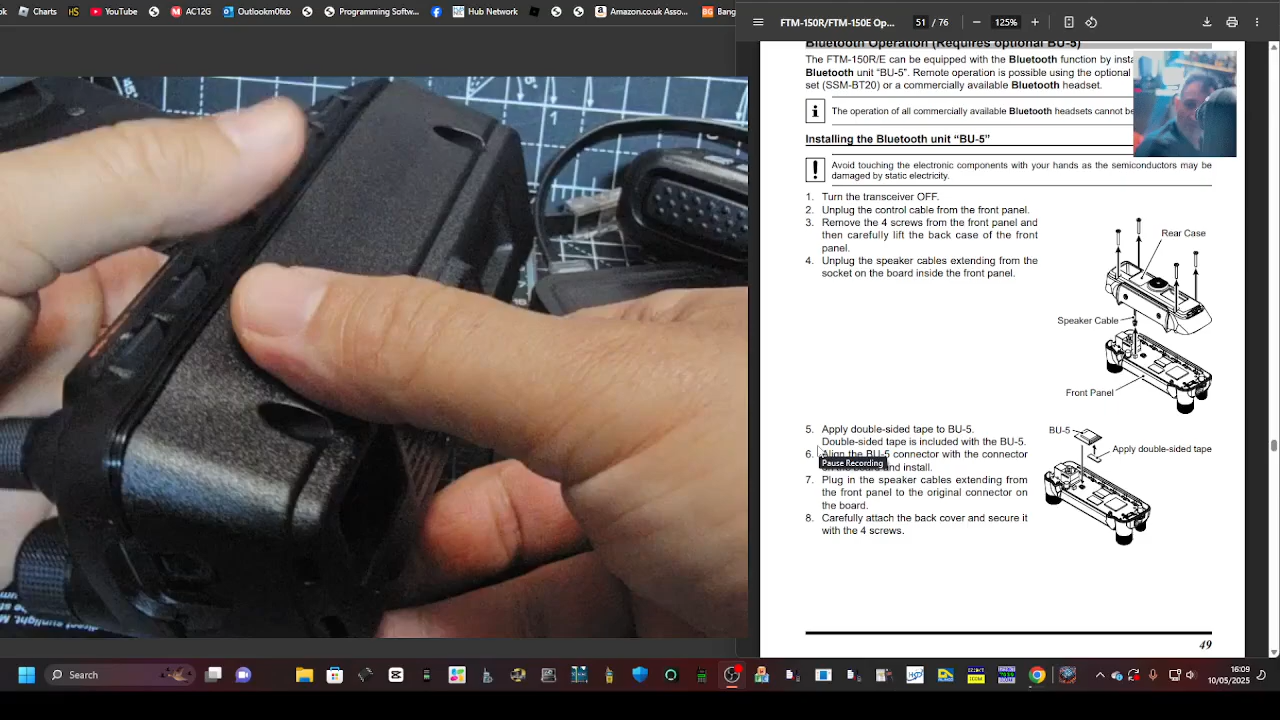 Charts
HS
Youtube
AC12G
Outlookm0fxb
Programming Softw...
Hub Network
Amazon.co.uk Asso...
Bang
FTM-150R/FTM-150E Op...
51 / 76
125%
Bluetooth Operation (Requires optional BU-5)
The FTM-150R/E can be equipped with the Bluetooth function by insta
Bluetooth unit "BU-5". Remote operation is possible using the optional
set (SSM-BT20) or a commercially available Bluetooth headset.
i
The operation of all commercially available Bluetooth headsets cannot be
Installing the Bluetooth unit "BU-5"
!
Avoid touching the electronic components with your hands as the semiconductors may be
damaged by static electricity.
1. Turn the transceiver OFF.
2. Unplug the control cable from the front panel.
3. Remove the 4 screws from the front panel and
then carefully lift the back case of the front
panel.
4. Unplug the speaker cables extending from the
socket on the board inside the front panel.
Rear Case
Speaker Cable
Front Panel
5. Apply double-sided tape to BU-5.
Double-sided tape is included with the BU-5.
6. Align the BU-5 connector with the connector
and install.
Pause Recording
7. Plug in the speaker cables extending from
the front panel to the original connector on
the board.
8. Carefully attach the back cover and secure it
with the 4 screws.
BU-5
Apply double-sided tape
49
Search
16:09
10/05/2025